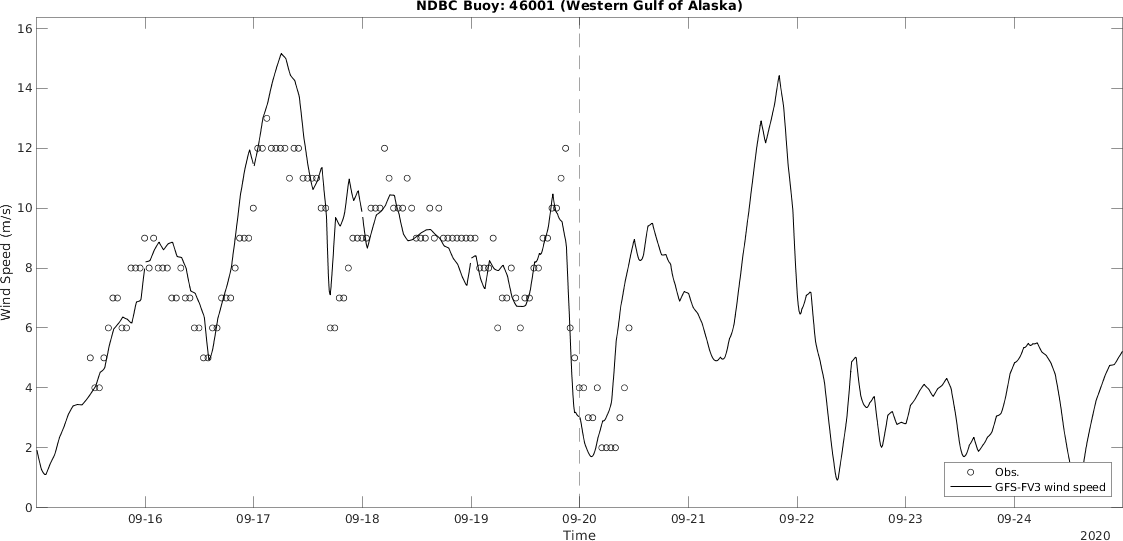 NDBC Buoy: 46001 (Western Gulf of Alaska)
Wind Speed (m/s)
16
14
12
10
8
6
4
2
0
Obs.
GFS-FV3 wind speed
09-16 09-17 09-18 09-19 09-20 09-21 09-22 09-23 09-24
Time
2020